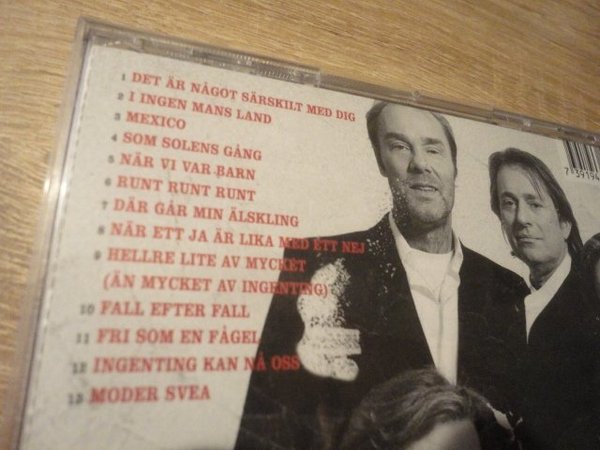 1 DET ÄR NÅGOT SÄRSKILT MED DIG
2 I INGEN MANS LAND
3 MEXICO
4 SOM SOLENS GÅNG
5 NÄR VI VAR BARN
6 RUNT RUNT RUNT
7 DÄR GÅR MIN ÄLSKLING
8 NÄR ETT JA ÄR LIKA MED ETT NEJ
9 HELLRE LITE AV MYCKET
(ÄN MYCKET AV INGENTING)
10 FALL EFTER FALL
11 FRI SOM EN FÅGEL
12 INGENTING KAN NÅ OSS
13 MODER SVEA
7 39194